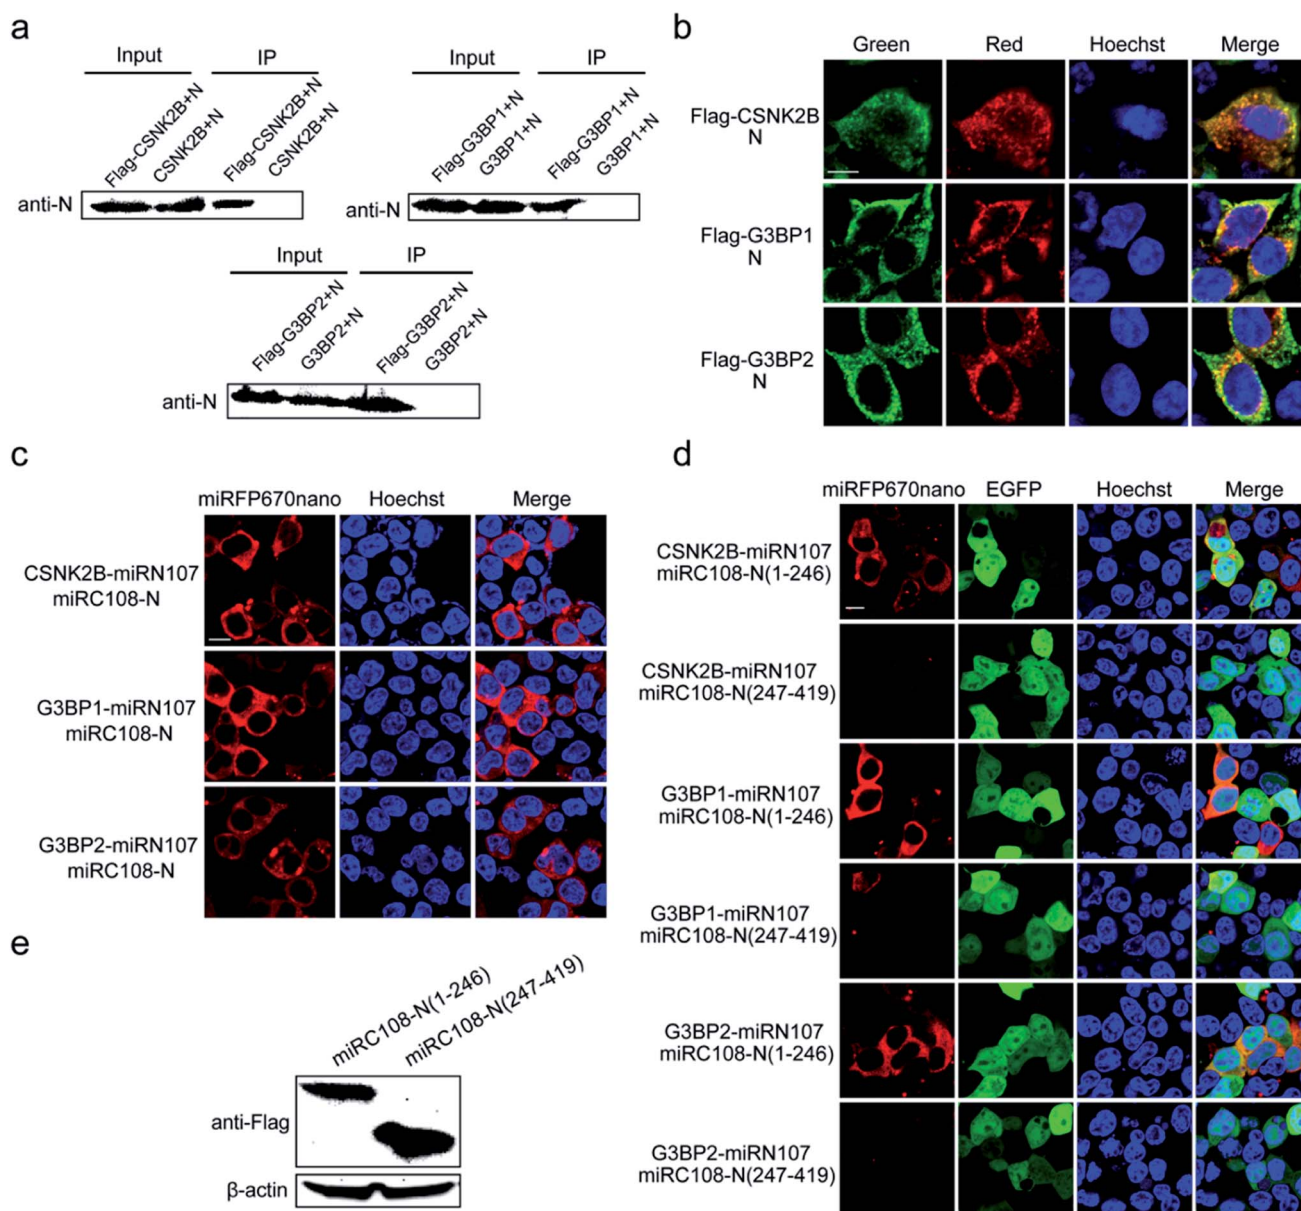 a
Input IP
Flag-CSNK2B+N
CSNK2B+N
Flag-CSNK2B+N
CSNK2B+N
anti-N
Input IP
Flag-G3BP1+N
G3BP1+N
Flag-G3BP1+N
G3BP1+N
anti-N
Input IP
Flag-G3BP2+N
G3BP2+N
Flag-G3BP2+N
G3BP2+N
anti-N
b
Green Red Hoechst Merge
Flag-CSNK2B
N
Flag-G3BP1
N
Flag-G3BP2
N
c
miRFP670nano Hoechst Merge
CSNK2B-miRN107
miRC108-N
G3BP1-miRN107
miRC108-N
G3BP2-miRN107
miRC108-N
d
miRFP670nano EGFP Hoechst Merge
CSNK2B-miRN107
miRC108-N(1-246)
CSNK2B-miRN107
miRC108-N(247-419)
G3BP1-miRN107
miRC108-N(1-246)
G3BP1-miRN107
miRC108-N(247-419)
G3BP2-miRN107
miRC108-N(1-246)
G3BP2-miRN107
miRC108-N(247-419)
e
miRC108-N(1-246)
miRC108-N(247-419)
anti-Flag
β-actin